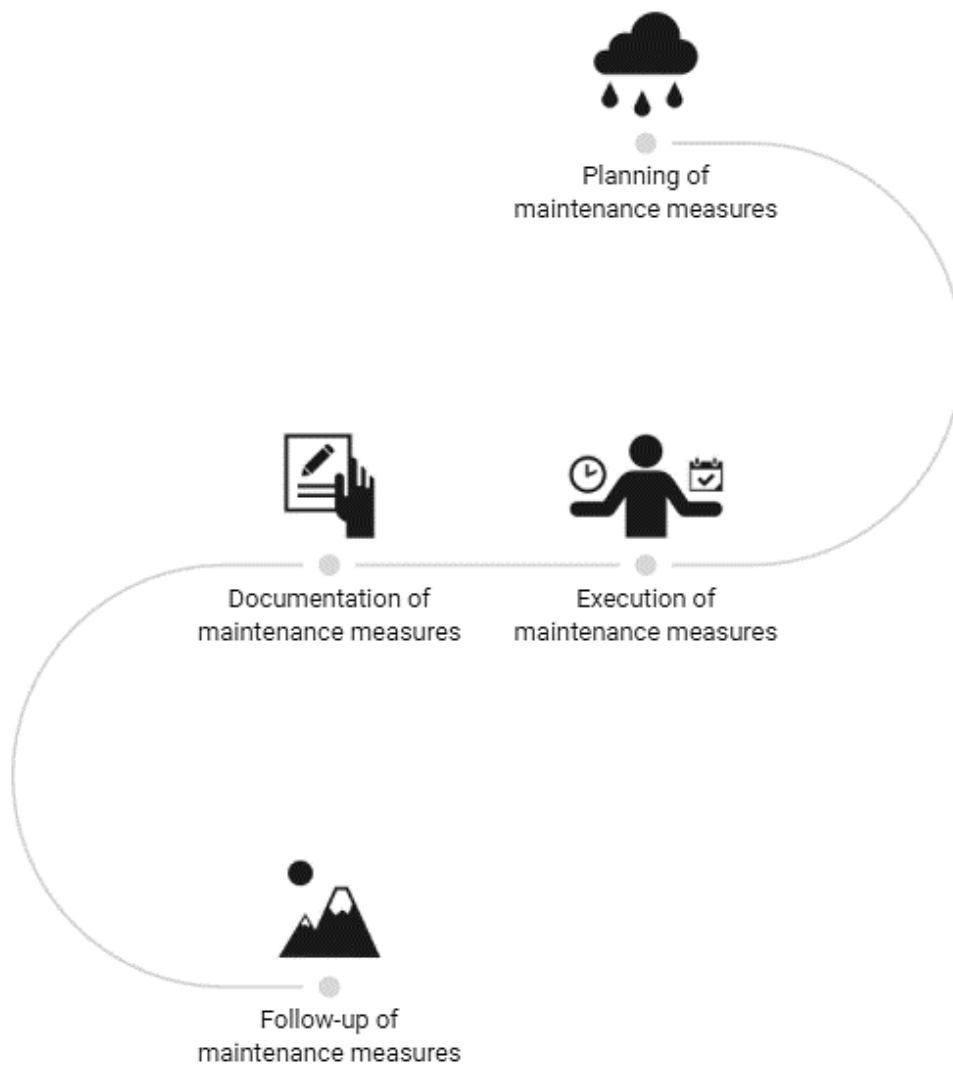 Planning of
maintenance measures
Execution of
maintenance measures
Documentation of
maintenance measures
Follow-up of
maintenance measures